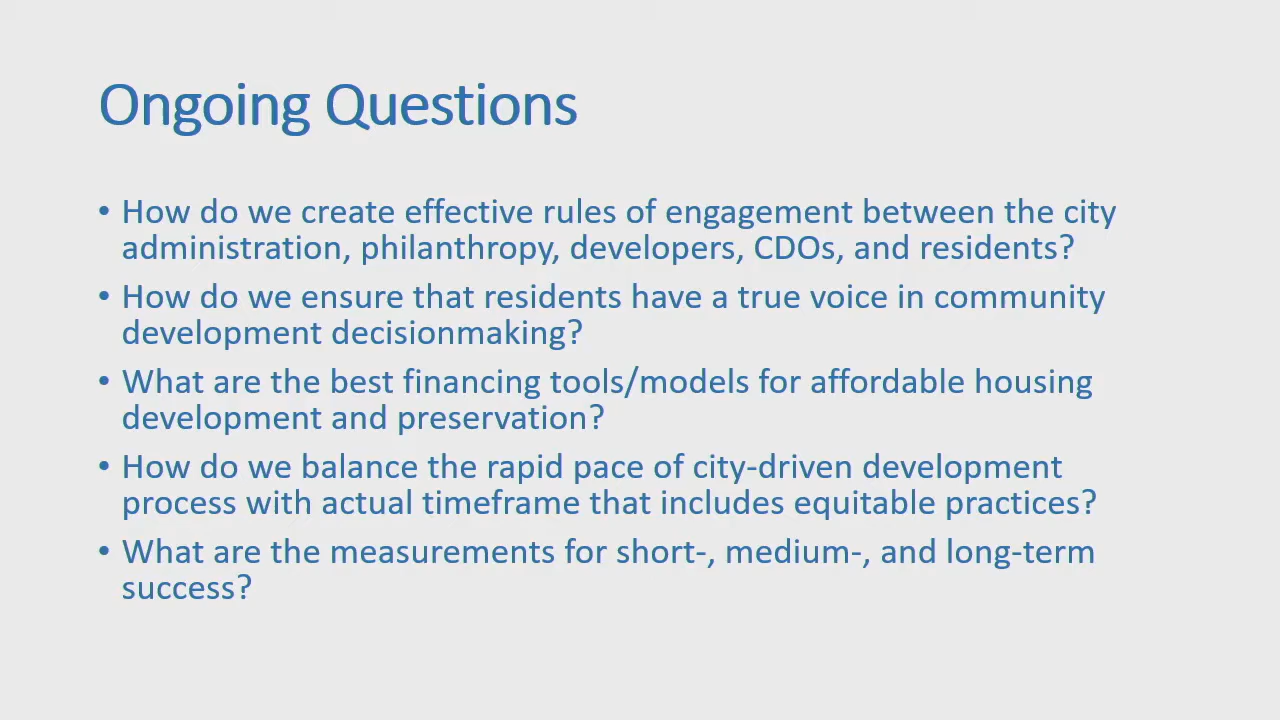 Ongoing Questions
• How do we create effective rules of engagement between the city
administration, philanthropy, developers, CDOs, and residents?
• How do we ensure that residents have a true voice in community
development decisionmaking?
• What are the best financing tools/models for affordable housing
development and preservation?
• How do we balance the rapid pace of city-driven development
process with actual timeframe that includes equitable practices?
• What are the measurements for short-, medium-, and long-term
success?